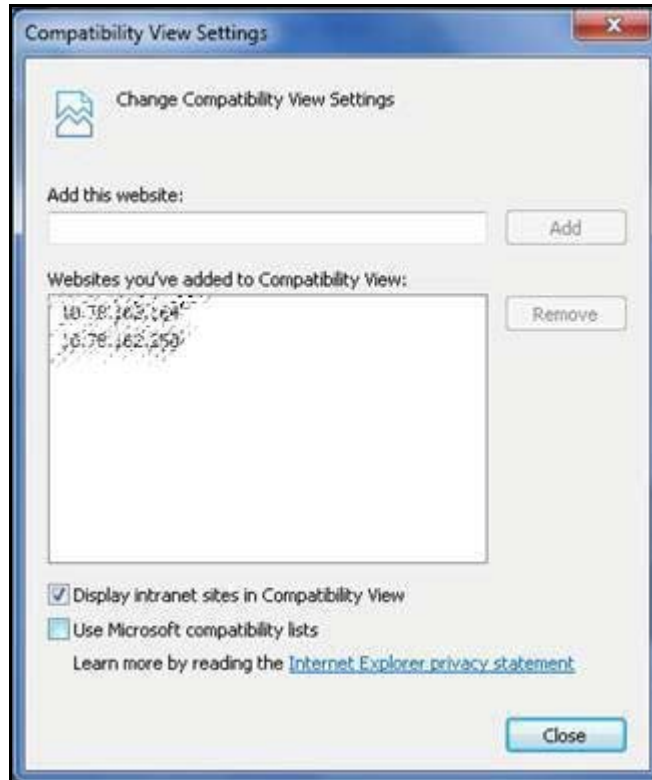 Compatibility View Settings
Change Compatibility View Settings
Add this website:
Add
Websites you've added to Compatibility View:
Remove
Display intranet sites in Compatibility View
Use Microsoft compatibility lists
Learn more by reading the Internet Explorer privacy statement
Close